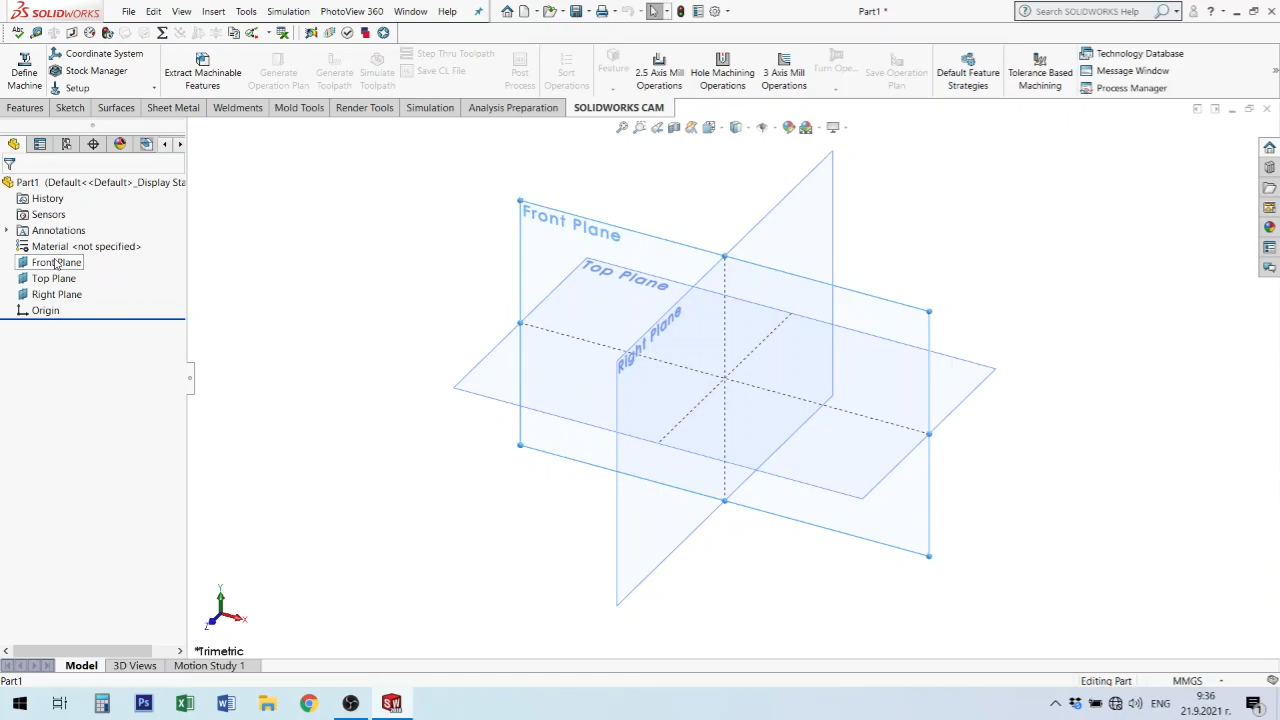 SOLIDWORKS File Edit View Insert Tools Simulation PhotoView 360 Window Help Part1 * Search SOLIDWORKS Help
Define Machine
Coordinate System
Stock Manager
Setup
Extract Machinable Features
Generate Operation Plan
Generate Toolpath
Simulate Toolpath
Step Thru Toolpath
Save CL File
Post Process
Sort Operations
Feature
2.5 Axis Mill Operations
Hole Machining Operations
3 Axis Mill Operations
Turn Ope...
Save Operation Plan
Default Feature Strategies
Tolerance Based Machining
Technology Database
Message Window
Process Manager
Features Sketch Surfaces Sheet Metal Weldments Mold Tools Render Tools Simulation Analysis Preparation SOLIDWORKS CAM
Part1 (Default<<Default>_Display Sta
History
Sensors
Annotations
Material <not specified>
Front Plane
Top Plane
Right Plane
Origin
Front Plane
Top Plane
Right Plane
Y
X
Z
*Trimetric
Model 3D Views Motion Study 1
Part1 Editing Part MMGS
ENG 9:36
21.9.2021 г.